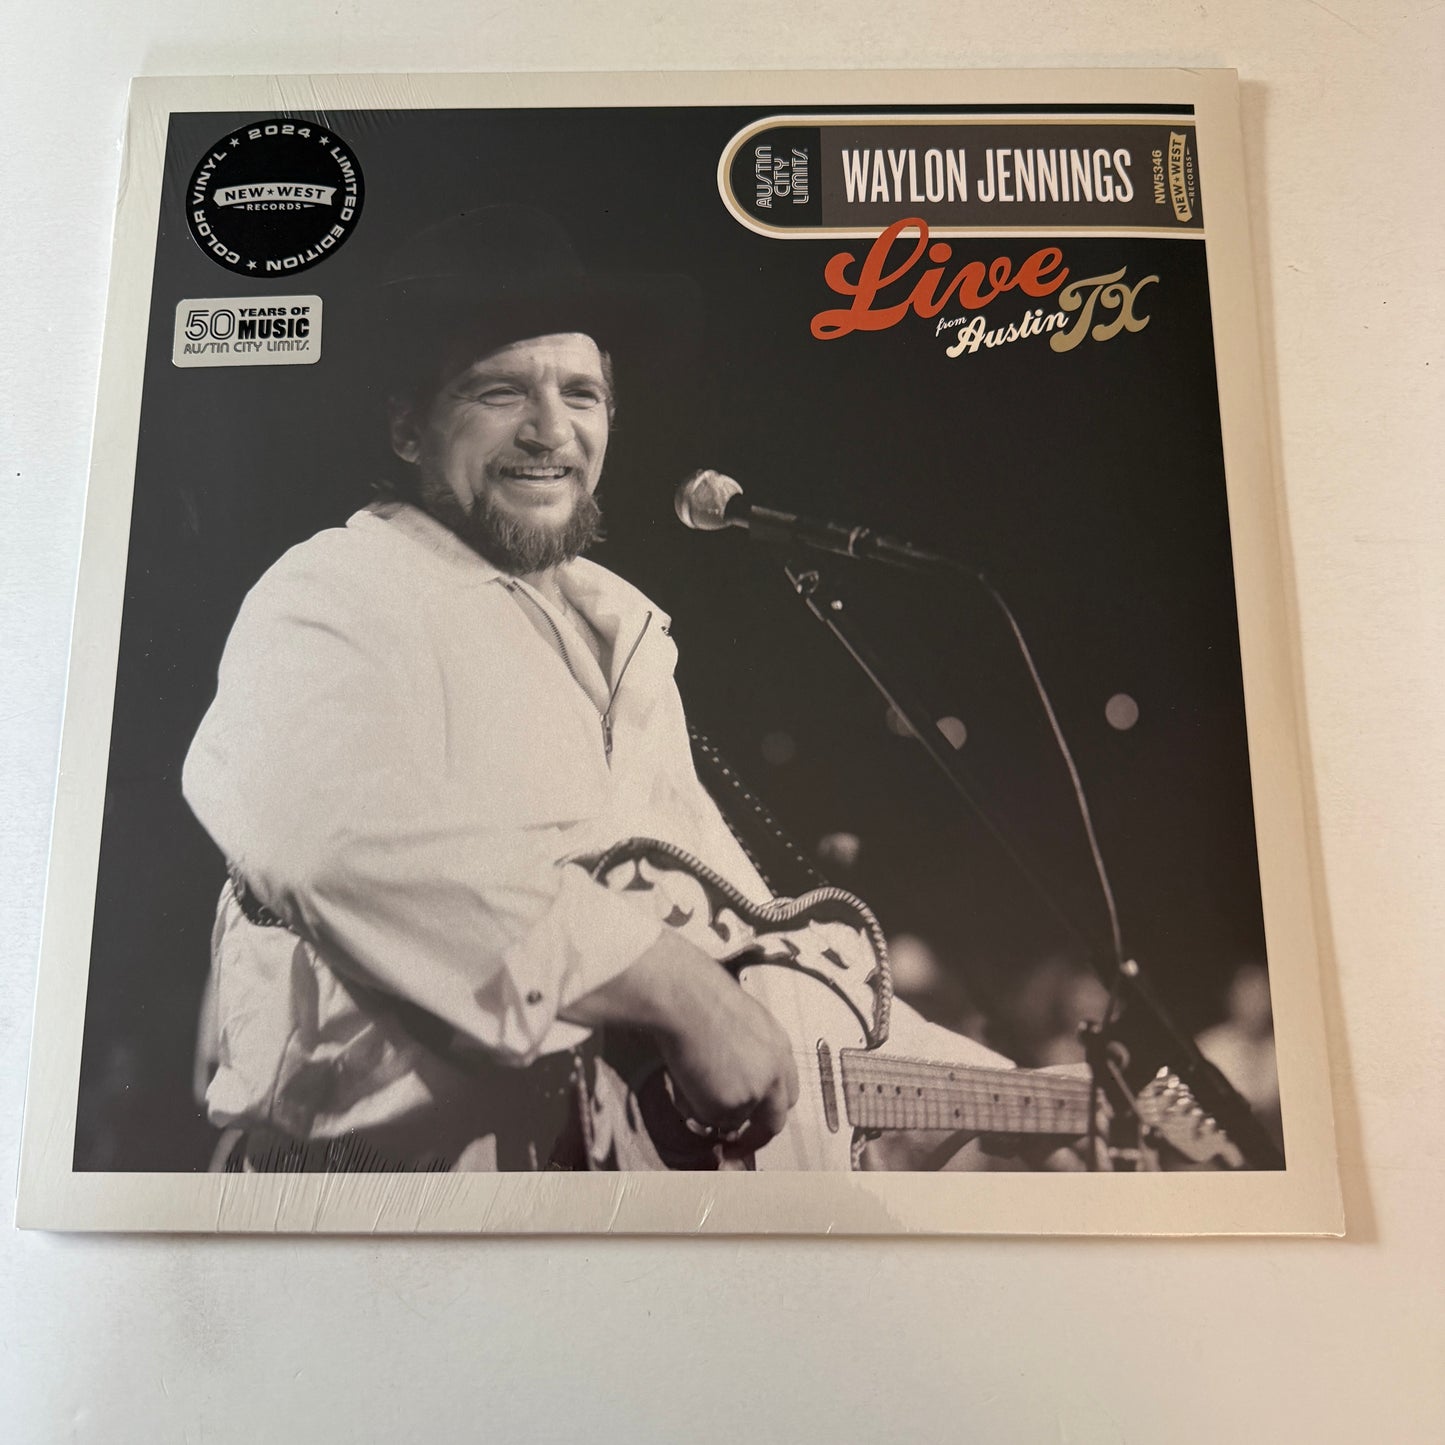 ★ 2024 ★ LIMITED EDITION ★ COLOR VINYL
NEW★WEST
RECORDS
50 YEARS OF
MUSIC
AUSTIN CITY LIMITS.
AUSTIN
CITY
LIMITS.
WAYLON JENNINGS
NW5346
NEW★WEST
RECORDS
Live
from Austin TX